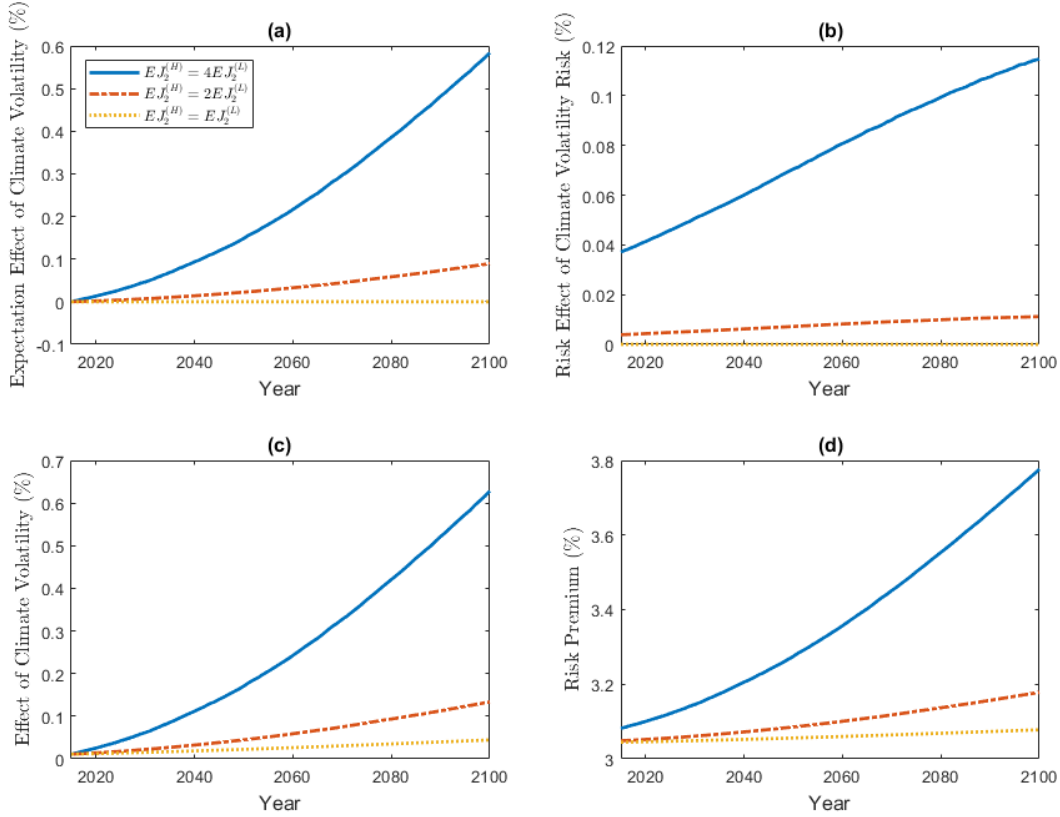 (a)
Expectation Effect of Climate Volatility (%)
0.6
0.5
0.4
0.3
0.2
0.1
0
-0.1
EJ₂⁽ᴴ⁾ = 4EJ₂⁽ᴸ⁾
EJ₂⁽ᴴ⁾ = 2EJ₂⁽ᴸ⁾
EJ₂⁽ᴴ⁾ = EJ₂⁽ᴸ⁾
2020 2040 2060 2080 2100
Year
(b)
Risk Effect of Climate Volatility Risk (%)
0.12
0.1
0.08
0.06
0.04
0.02
0
2020 2040 2060 2080 2100
Year
(c)
Effect of Climate Volatility (%)
0.7
0.6
0.5
0.4
0.3
0.2
0.1
0
2020 2040 2060 2080 2100
Year
(d)
Risk Premium (%)
3.8
3.6
3.4
3.2
3
2020 2040 2060 2080 2100
Year